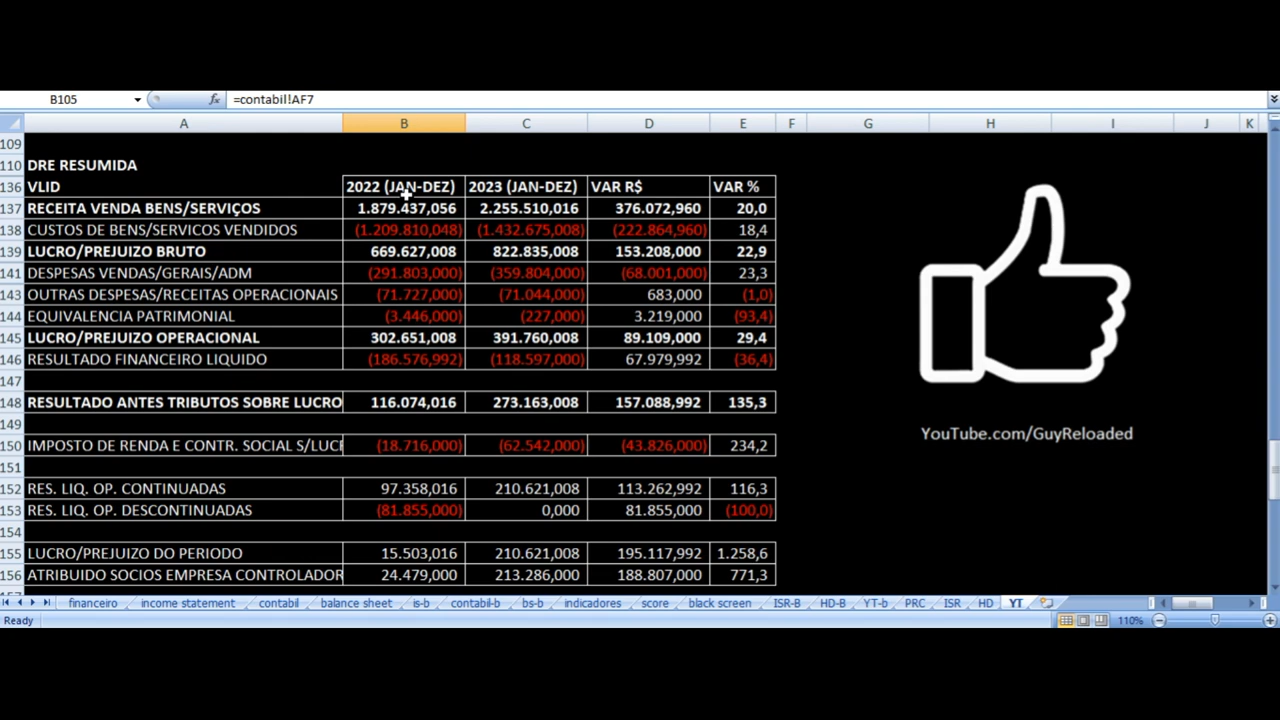 B105 fx =contabil!AF7
A B C D E F G H I J K
109
110 DRE RESUMIDA
136 VLID 2022 (JAN-DEZ) 2023 (JAN-DEZ) VAR R$ VAR %
137 RECEITA VENDA BENS/SERVIÇOS 1.879.437,056 2.255.510,016 376.072,960 20,0
138 CUSTOS DE BENS/SERVICOS VENDIDOS (1.209.810,048) (1.432.675,008) (222.864,960) 18,4
139 LUCRO/PREJUIZO BRUTO 669.627,008 822.835,008 153.208,000 22,9
141 DESPESAS VENDAS/GERAIS/ADM (291.803,000) (359.804,000) (68.001,000) 23,3
143 OUTRAS DESPESAS/RECEITAS OPERACIONAIS (71.727,000) (71.044,000) 683,000 (1,0)
144 EQUIVALENCIA PATRIMONIAL (3.446,000) (227,000) 3.219,000 (93,4)
145 LUCRO/PREJUIZO OPERACIONAL 302.651,008 391.760,008 89.109,000 29,4
146 RESULTADO FINANCEIRO LIQUIDO (186.576,992) (118.597,000) 67.979,992 (36,4)
147
148 RESULTADO ANTES TRIBUTOS SOBRE LUCRO 116.074,016 273.163,008 157.088,992 135,3
149
YouTube.com/GuyReloaded
150 IMPOSTO DE RENDA E CONTR. SOCIAL S/LUCR (18.716,000) (62.542,000) (43.826,000) 234,2
151
152 RES. LIQ. OP. CONTINUADAS 97.358,016 210.621,008 113.262,992 116,3
153 RES. LIQ. OP. DESCONTINUADAS (81.855,000) 0,000 81.855,000 (100,0)
154
155 LUCRO/PREJUIZO DO PERIODO 15.503,016 210.621,008 195.117,992 1.258,6
156 ATRIBUIDO SOCIOS EMPRESA CONTROLADOR 24.479,000 213.286,000 188.807,000 771,3
financeiro income statement contabil balance sheet is-b contabil-b bs-b indicadores score black screen ISR-B HD-B YT-b PRC ISR HD YT
Ready 110%